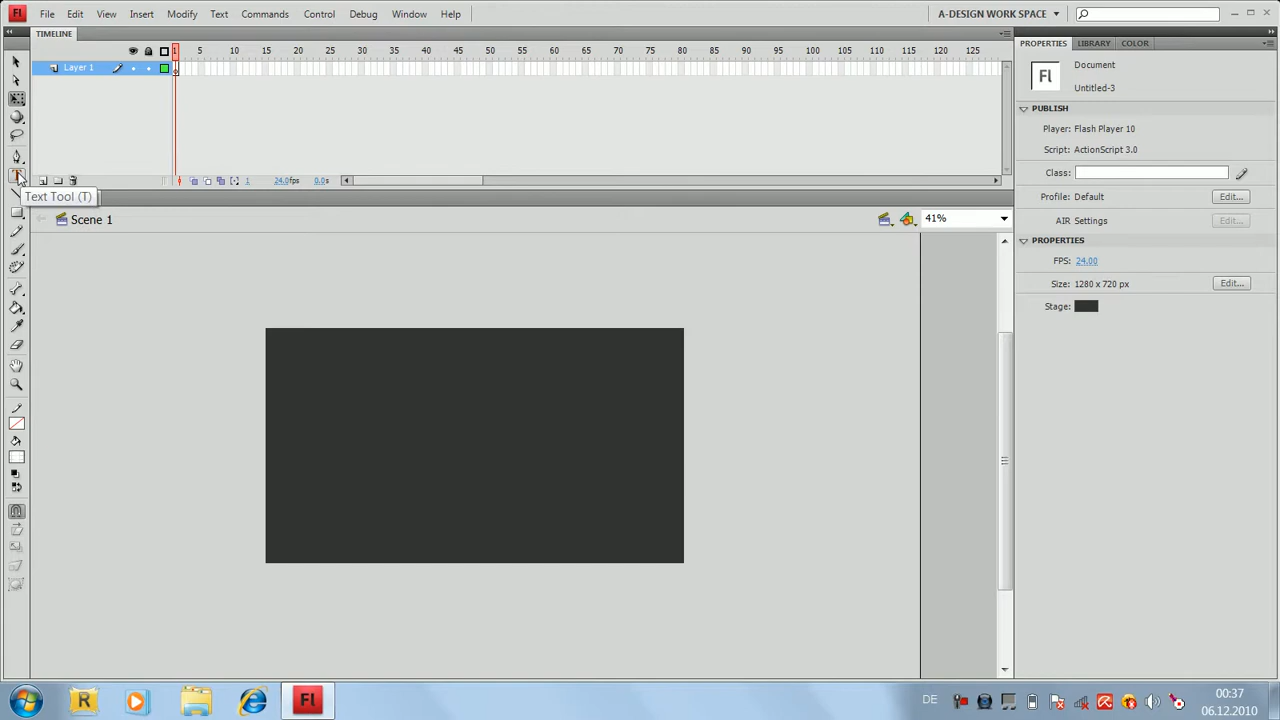 Fl File Edit View Insert Modify Text Commands Control Debug Window Help A-DESIGN WORK SPACE
TIMELINE
1 5 10 15 20 25 30 35 40 45 50 55 60 65 70 75 80 85 90 95 100 105 110 115 120 125
Layer 1
1 24.0fps 0.0s
Text Tool (T)
Scene 1
41%
PROPERTIES LIBRARY COLOR
Fl
Document
Untitled-3
PUBLISH
Player: Flash Player 10
Script: ActionScript 3.0
Class:
Profile: Default Edit...
AIR Settings Edit...
PROPERTIES
FPS: 24.00
Size: 1280 x 720 px Edit...
Stage:
R
Fl
DE
00:37
06.12.2010